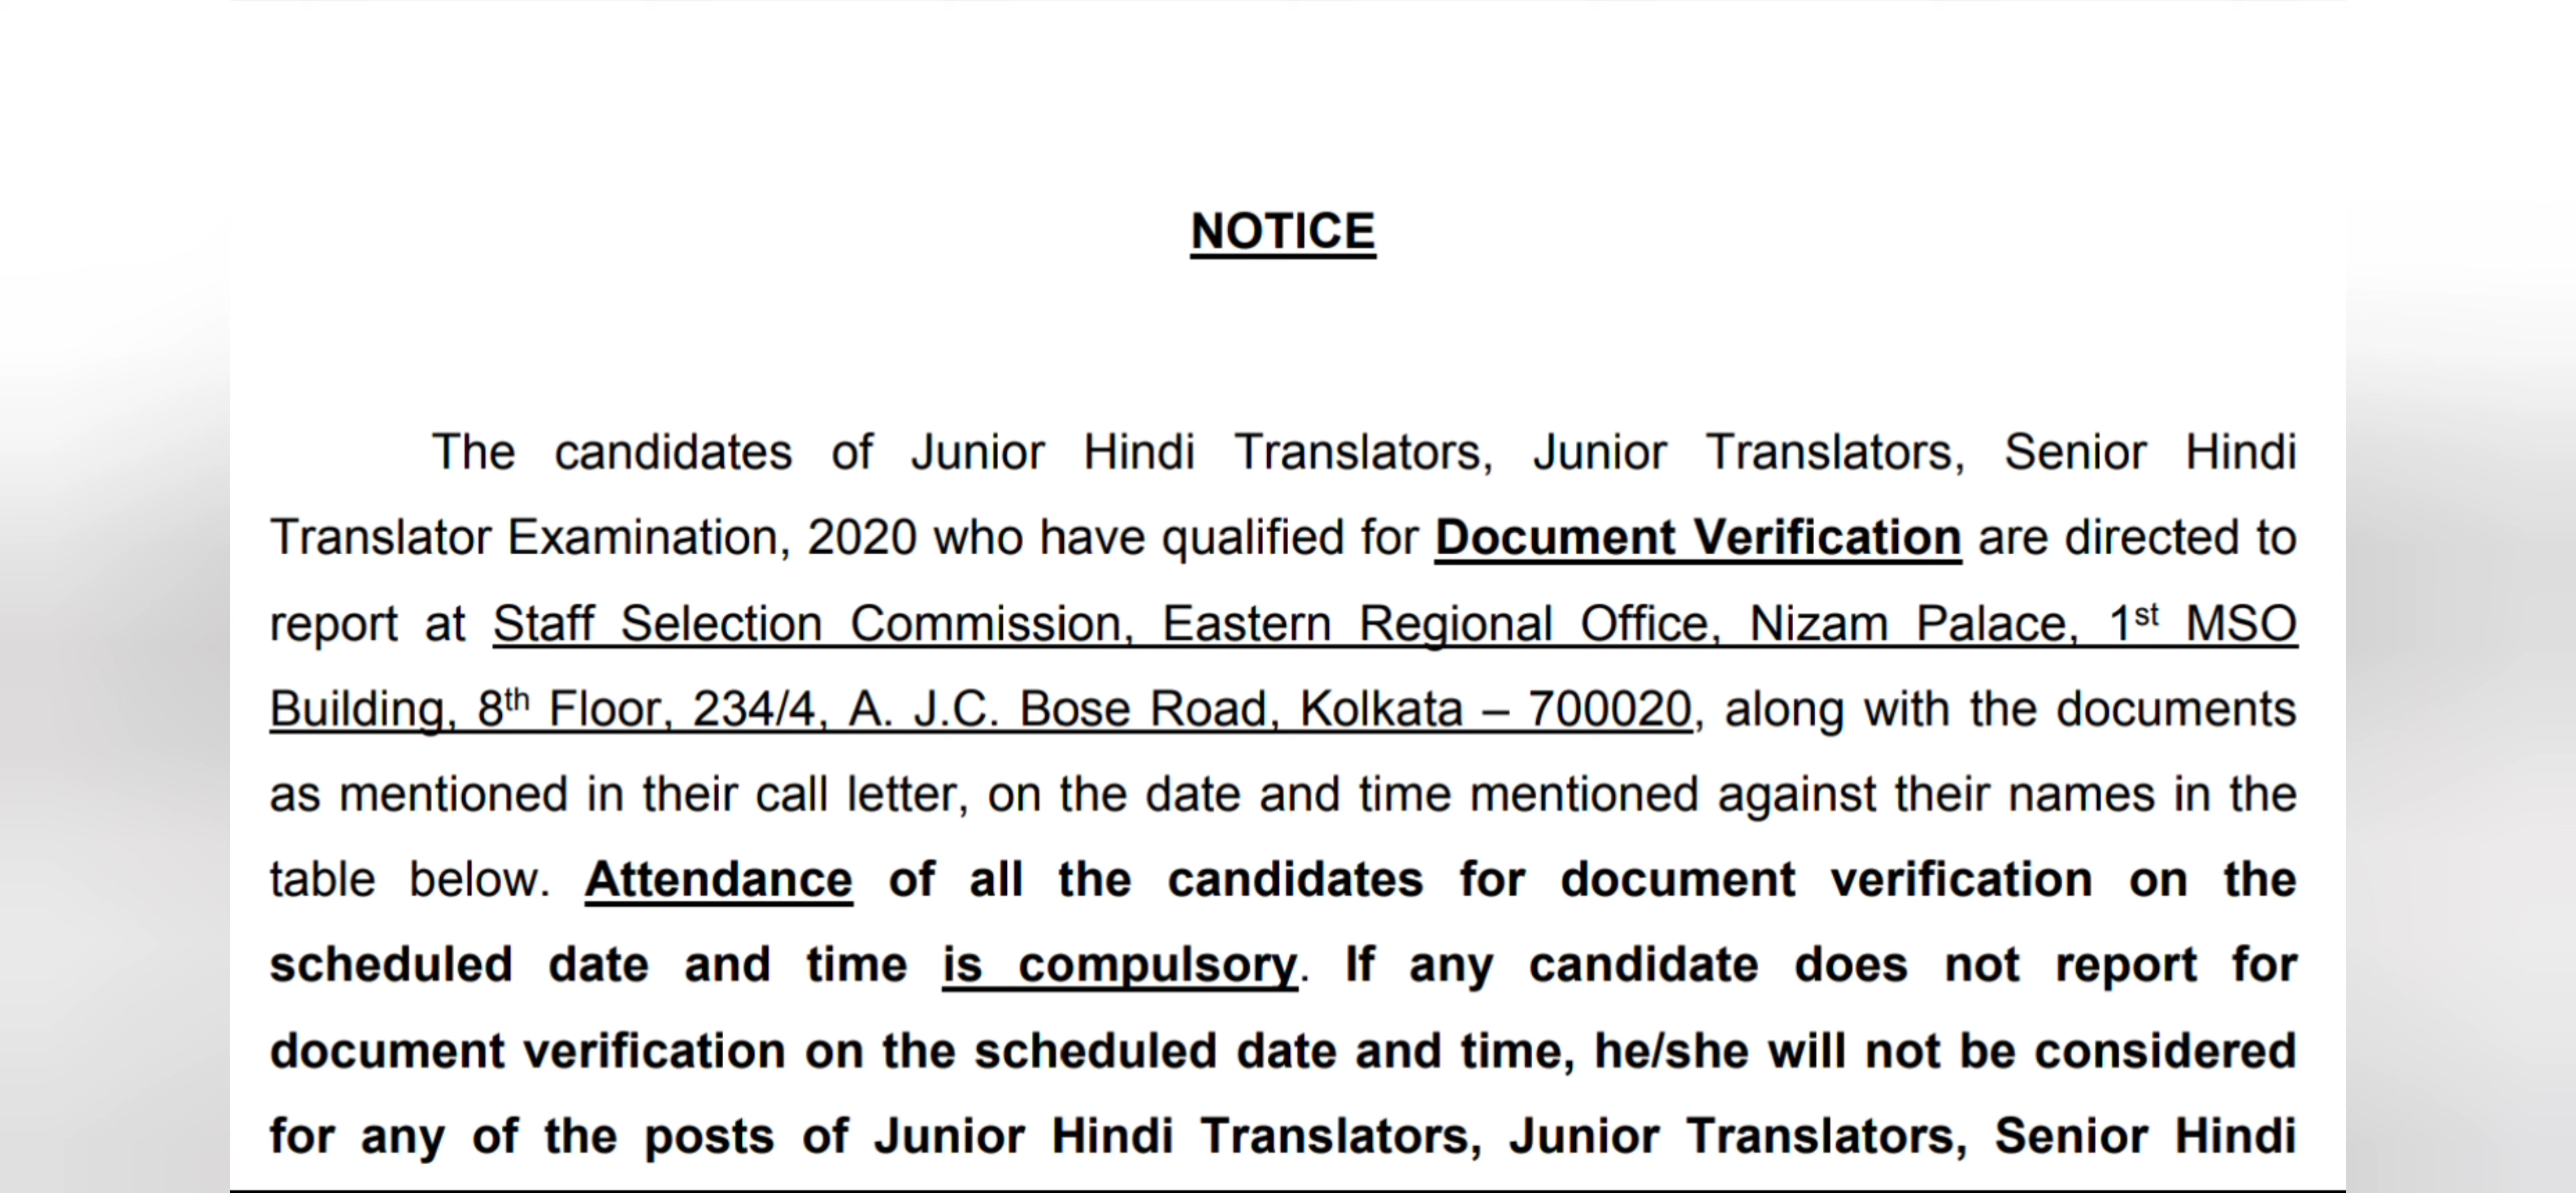 NOTICE
The candidates of Junior Hindi Translators, Junior Translators, Senior Hindi
Translator Examination, 2020 who have qualified for Document Verification are directed to
report at Staff Selection Commission, Eastern Regional Office, Nizam Palace, 1st MSO
Building, 8th Floor, 234/4, A. J.C. Bose Road, Kolkata – 700020, along with the documents
as mentioned in their call letter, on the date and time mentioned against their names in the
table below. Attendance of all the candidates for document verification on the
scheduled date and time is compulsory. If any candidate does not report for
document verification on the scheduled date and time, he/she will not be considered
for any of the posts of Junior Hindi Translators, Junior Translators, Senior Hindi